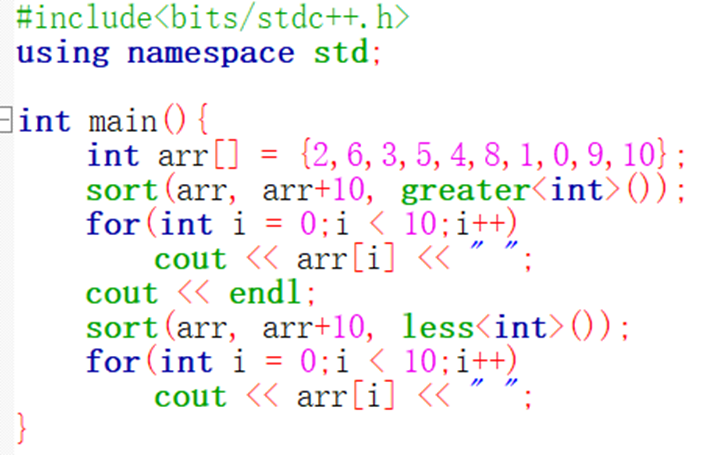 #include<bits/stdc++.h>
using namespace std;
int main(){
    int arr[] = {2,6,3,5,4,8,1,0,9,10};
    sort(arr, arr+10, greater<int>());
    for(int i = 0;i < 10;i++)
        cout << arr[i] << " ";
    cout << endl;
    sort(arr, arr+10, less<int>());
    for(int i = 0;i < 10;i++)
        cout << arr[i] << " ";
}